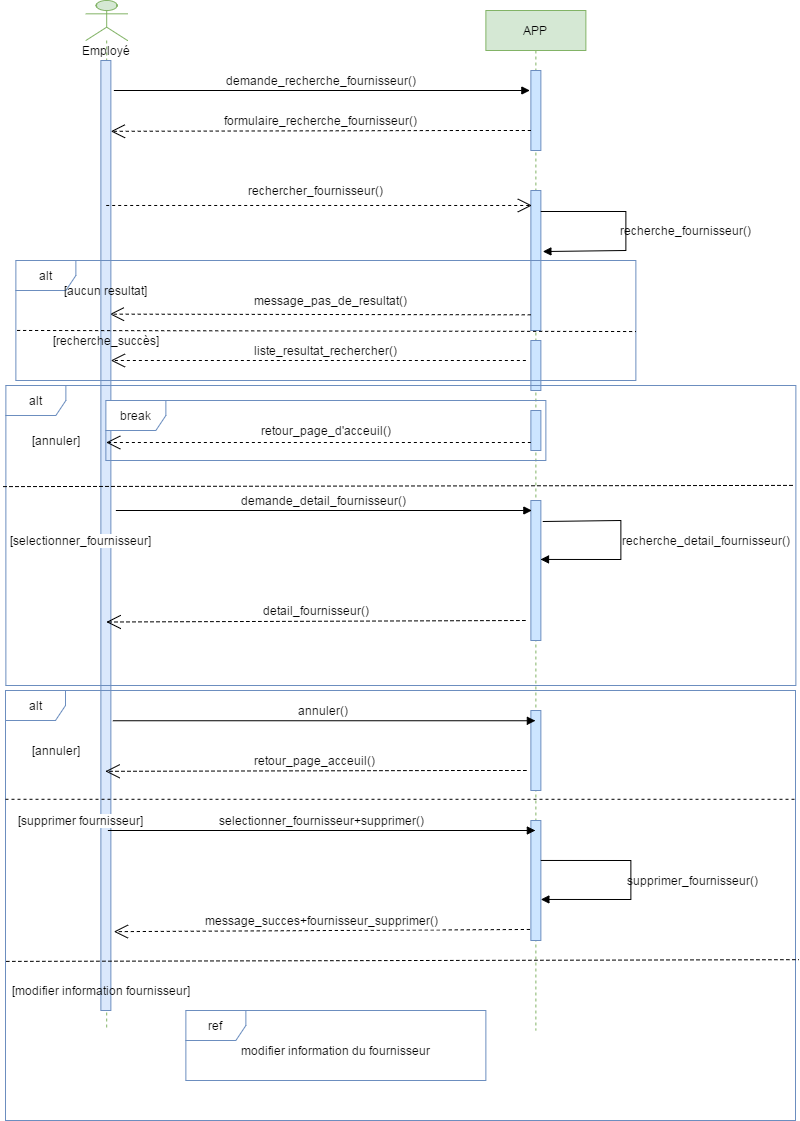 Employé
APP
demande_recherche_fournisseur()
formulaire_recherche_fournisseur()
rechercher_fournisseur()
recherche_fournisseur()
alt
[aucun resultat]
message_pas_de_resultat()
[recherche_succès]
liste_resultat_rechercher()
alt
break
[annuler]
retour_page_d'acceuil()
demande_detail_fournisseur()
[selectionner_fournisseur]
recherche_detail_fournisseur()
detail_fournisseur()
alt
annuler()
[annuler]
retour_page_acceuil()
[supprimer fournisseur]
selectionner_fournisseur+supprimer()
supprimer_fournisseur()
message_succes+fournisseur_supprimer()
[modifier information fournisseur]
ref
modifier information du fournisseur